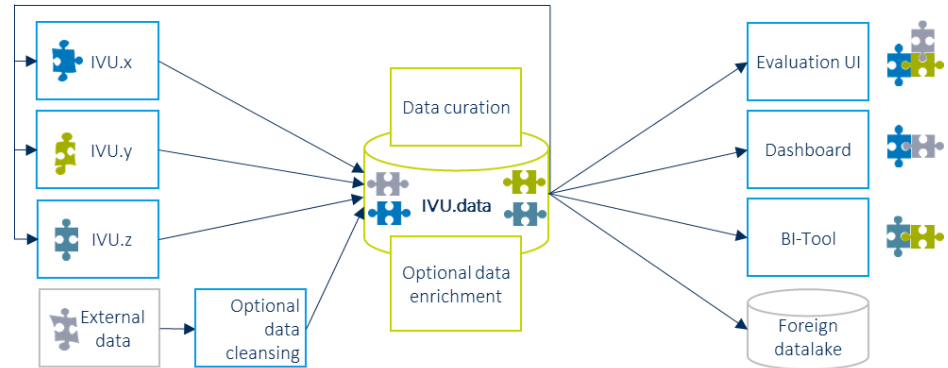 IVU.x
IVU.y
IVU.z
External
data
Optional
data
cleansing
Data curation
IVU.data
Optional data
enrichment
Evaluation UI
Dashboard
BI-Tool
Foreign
datalake